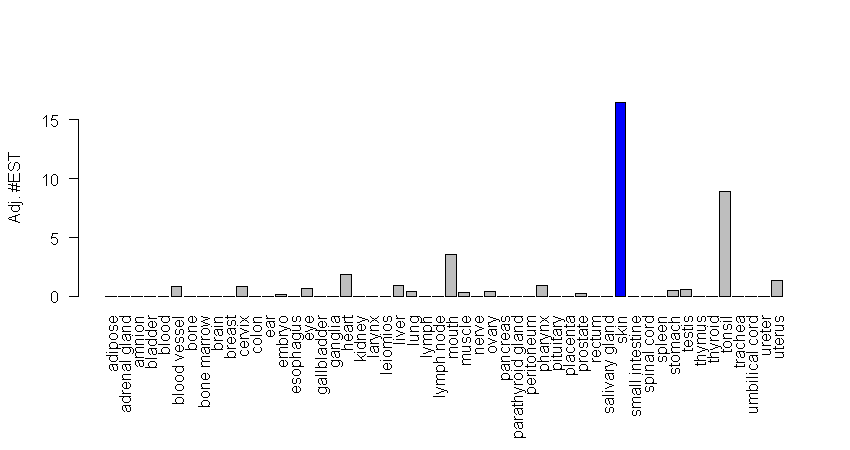 Adj. #EST
15
10
5
0
adipose
adrenal gland
amnion
bladder
blood
blood vessel
bone
bone marrow
brain
breast
cervix
colon
ear
embryo
esophagus
eye
gallbladder
ganglia
heart
kidney
larynx
leiomios
liver
lung
lymph
lymph node
mouth
muscle
nerve
ovary
pancreas
parathyroid gland
peritoneum
pharynx
pituitary
placenta
prostate
rectum
salivary gland
skin
small intestine
spinal cord
spleen
stomach
testis
thymus
thyroid
tonsil
trachea
umbilical cord
ureter
uterus